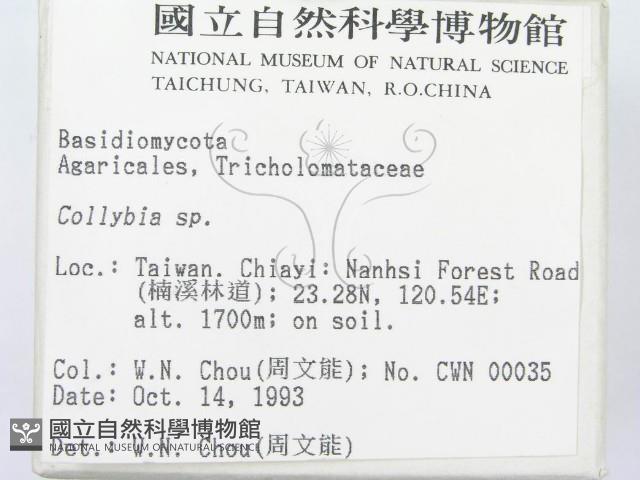 國立自然科學博物館
NATIONAL MUSEUM OF NATURAL SCIENCE
TAICHUNG, TAIWAN, R.O.CHINA
Basidiomycota
Agaricales, Tricholomataceae
Collybia sp.
Loc.: Taiwan. Chiayi: Nanhsi Forest Road
(楠溪林道); 23.28N, 120.54E;
alt. 1700m; on soil.
Col.: W.N. Chou(周文能); No. CWN 00035
Date: Oct. 14, 1993
國立自然科學博物館
NATIONAL MUSEUM OF NATURAL SCIENCE
Det.: W.N. Chou(周文能)